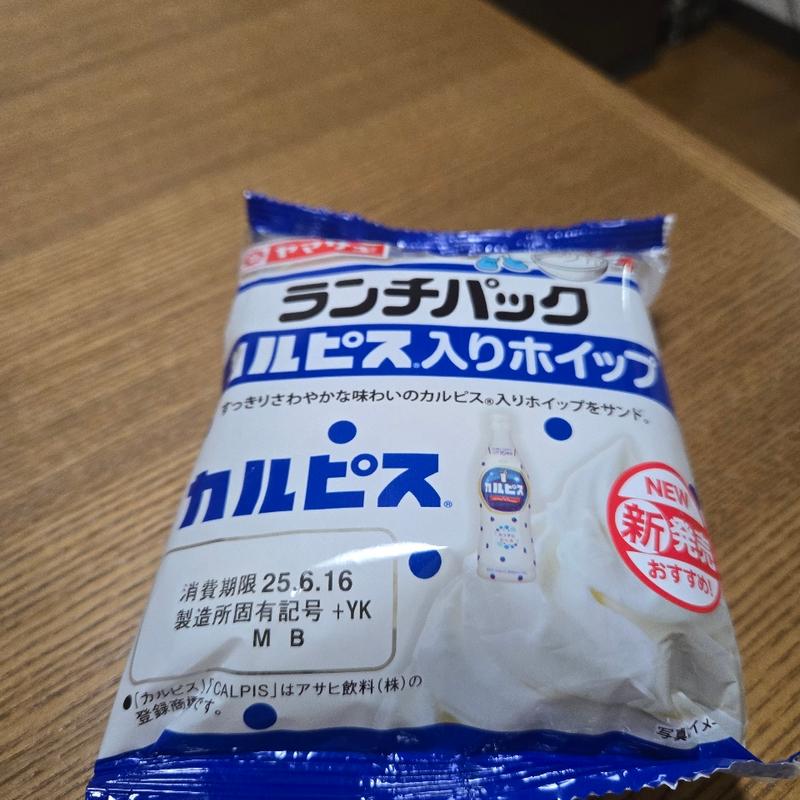 ヤマザキ
ランチパック
カルピス®入りホイップ
すっきりさわやかな味わいのカルピス®入りホイップをサンド。
カルピス®
カルピス
NEW
新発売
おすすめ!
消費期限 25.6.16
製造所固有記号 +YK
M B
●「カルピス」/「CALPIS」はアサヒ飲料(株)の
登録商標です。
写真イメー